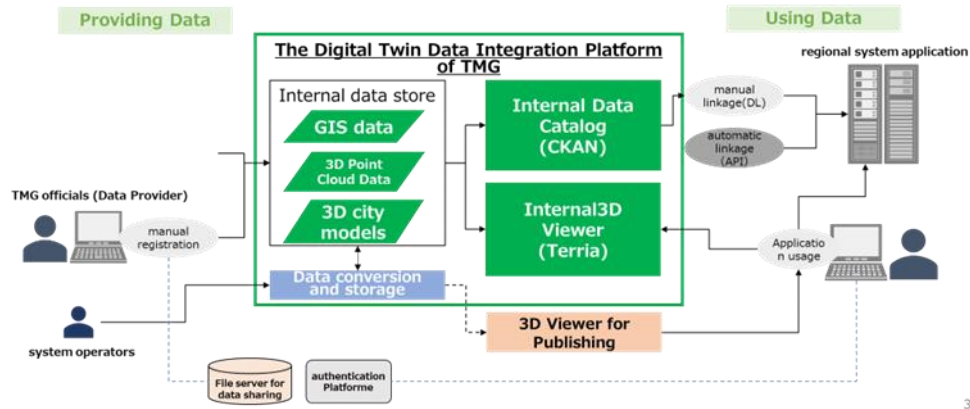 Providing Data
Using Data
The Digital Twin Data Integration Platform
of TMG
regional system application
Internal data store
GIS data
3D Point
Cloud Data
3D city
models
Internal Data
Catalog
(CKAN)
manual
linkage(DL)
automatic
linkage
(API)
TMG officials (Data Provider)
manual
registration
Internal3D
Viewer
(Terria)
Applicatio
n usage
Data conversion
and storage
system operators
3D Viewer for
Publishing
File server for
data sharing
authentication
Platforme
3